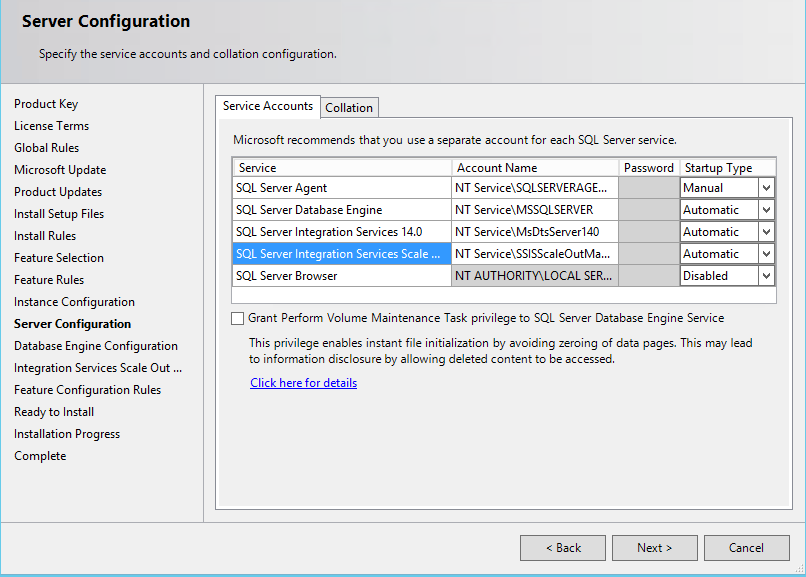 Server Configuration
Specify the service accounts and collation configuration.
Product Key
License Terms
Global Rules
Microsoft Update
Product Updates
Install Setup Files
Install Rules
Feature Selection
Feature Rules
Instance Configuration
Server Configuration
Database Engine Configuration
Integration Services Scale Out ...
Feature Configuration Rules
Ready to Install
Installation Progress
Complete
Service Accounts Collation
Microsoft recommends that you use a separate account for each SQL Server service.
Service Account Name Password Startup Type
SQL Server Agent NT Service\SQLSERVERAGE... Manual
SQL Server Database Engine NT Service\MSSQLSERVER Automatic
SQL Server Integration Services 14.0 NT Service\MsDtsServer140 Automatic
SQL Server Integration Services Scale ... NT Service\SSISScaleOutMa... Automatic
SQL Server Browser NT AUTHORITY\LOCAL SER... Disabled
Grant Perform Volume Maintenance Task privilege to SQL Server Database Engine Service
This privilege enables instant file initialization by avoiding zeroing of data pages. This may lead
to information disclosure by allowing deleted content to be accessed.
Click here for details
< Back Next > Cancel